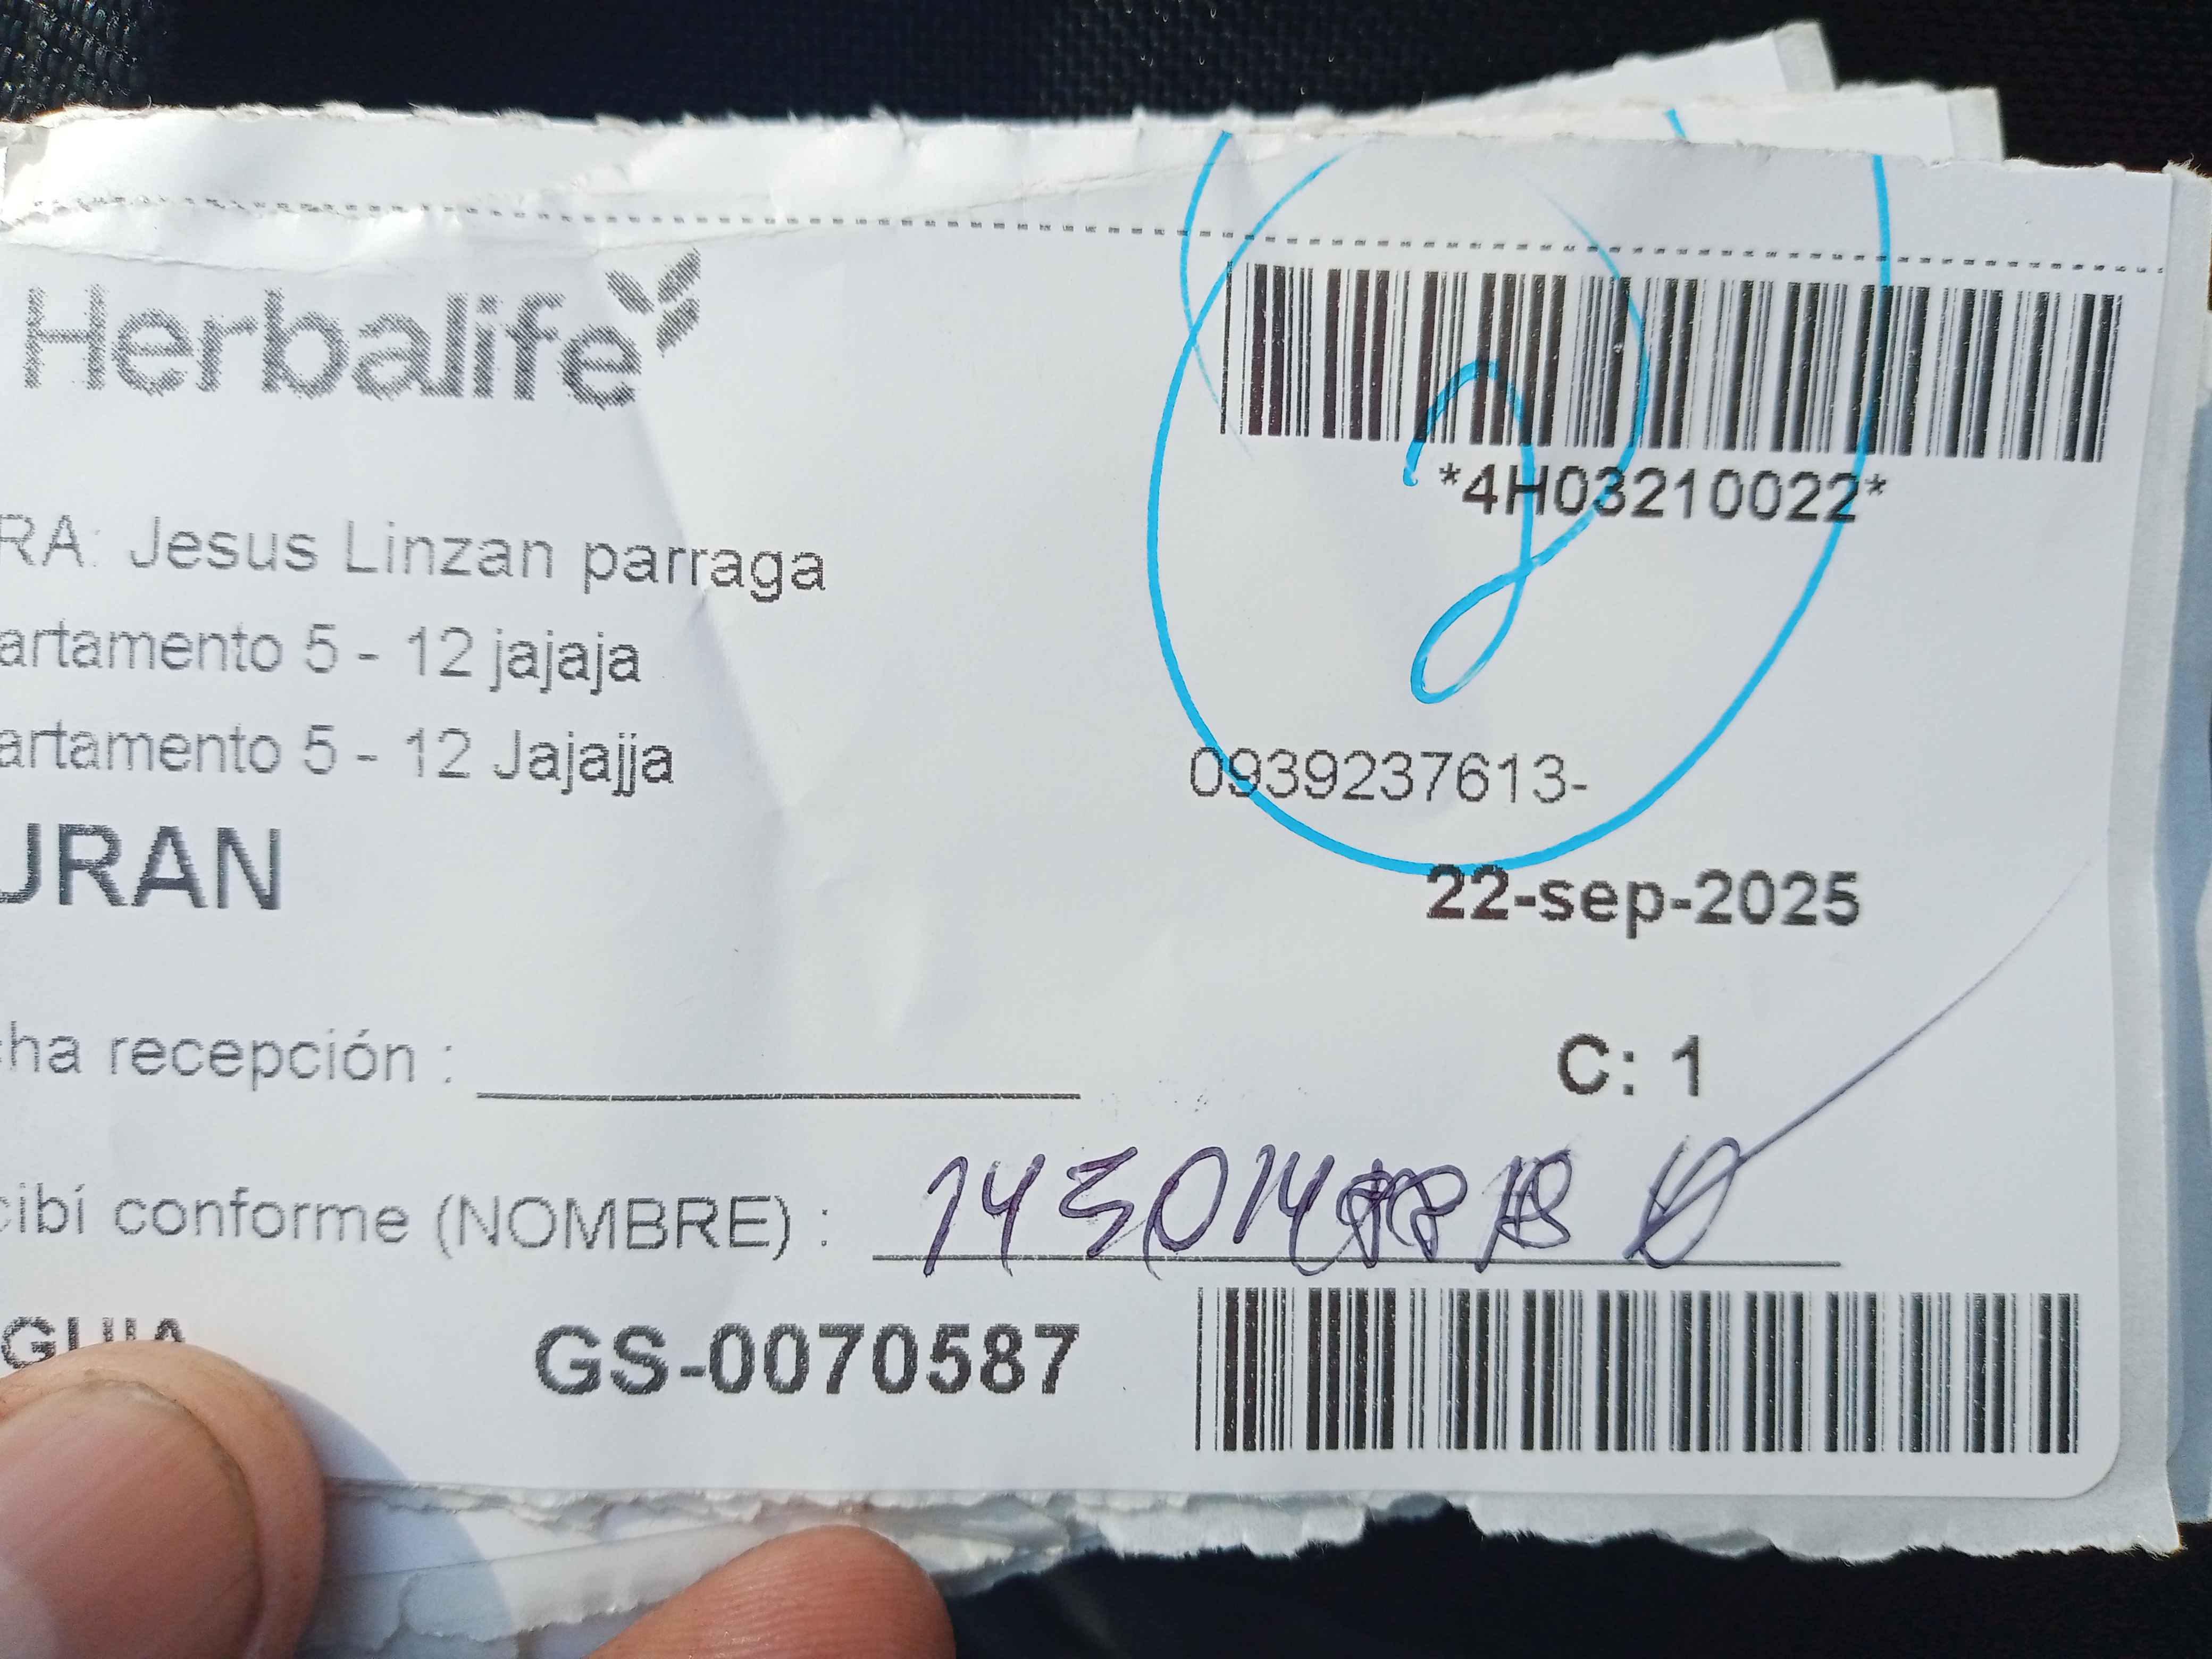 Herbalife
*4H03210022*
RA: Jesus Linzan parraga
artamento 5 - 12 jajaja
artamento 5 - 12 Jajajja
0939237613-
URAN
22-sep-2025
cha recepción :
C: 1
cibí conforme (NOMBRE) :
GUIA GS-0070587